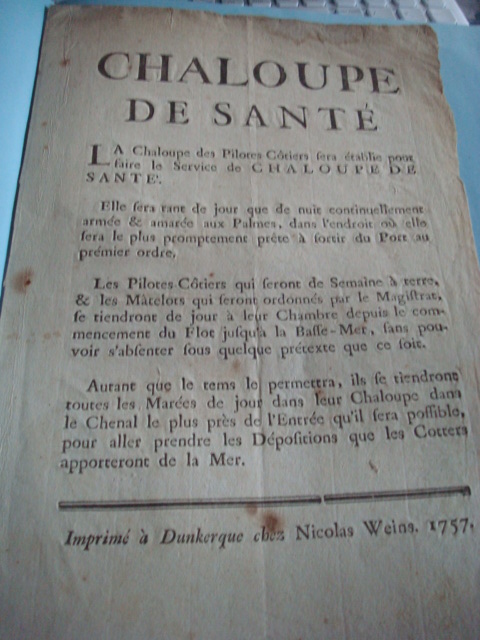 CHALOUPE
DE SANTÉ
LA Chaloupe des Pilotes Côtiers ſera établie pour
faire le Service de CHALOUPE DE
SANTÉ.
Elle ſera tant de jour que de nuit continuellement
armée & amarée aux Palmes, dans l'endroit où elle
ſera le plus promptement prête à ſortir du Port au
prémier ordre.
Les Pilotes-Côtiers qui ſeront de Semaine à terre,
& les Mâtelots qui ſeront ordonnés par le Magiſtrat,
ſe tiendront de jour à leur Chambre depuis le com-
mencement du Flot juſqu'à la Baſſe-Mer, ſans pou-
voir s'abſenter ſous quelque prétexte que ce ſoit.
Autant que le tems le permettra, ils ſe tiendront
toutes les Marées de jour dans leur Chaloupe dans
le Chenal le plus près de l'Entrée qu'il ſera poſſible,
pour aller prendre les Dépoſitions que les Cotters
apporteront de la Mer.
Imprimé à Dunkerque chez Nicolas Weins. 1757.